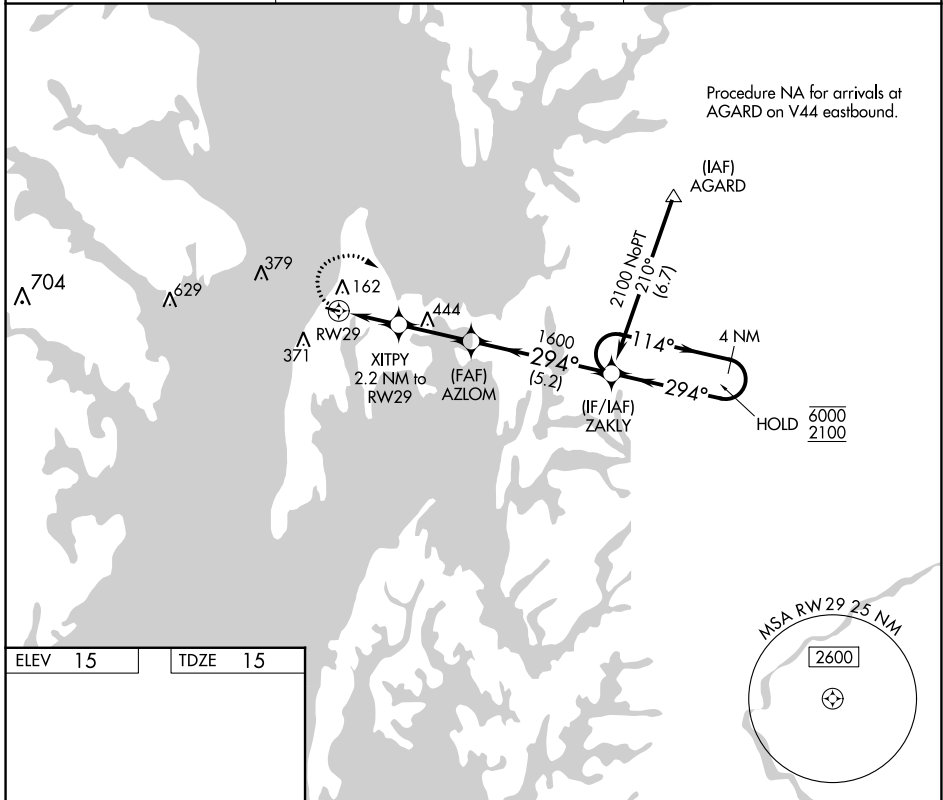 Procedure NA for arrivals at
AGARD on V44 eastbound.
(IAF)
AGARD
2100 NoPT
210°
(6.7)
704
629
379
162
444
371
RW29
XITPY
2.2 NM to
RW29
(FAF)
AZLOM
1600
294°
(5.2)
(IF/IAF)
ZAKLY
114°
4 NM
294°
HOLD
6000
2100
MSA RW29 25 NM
2600
ELEV 15
TDZE 15